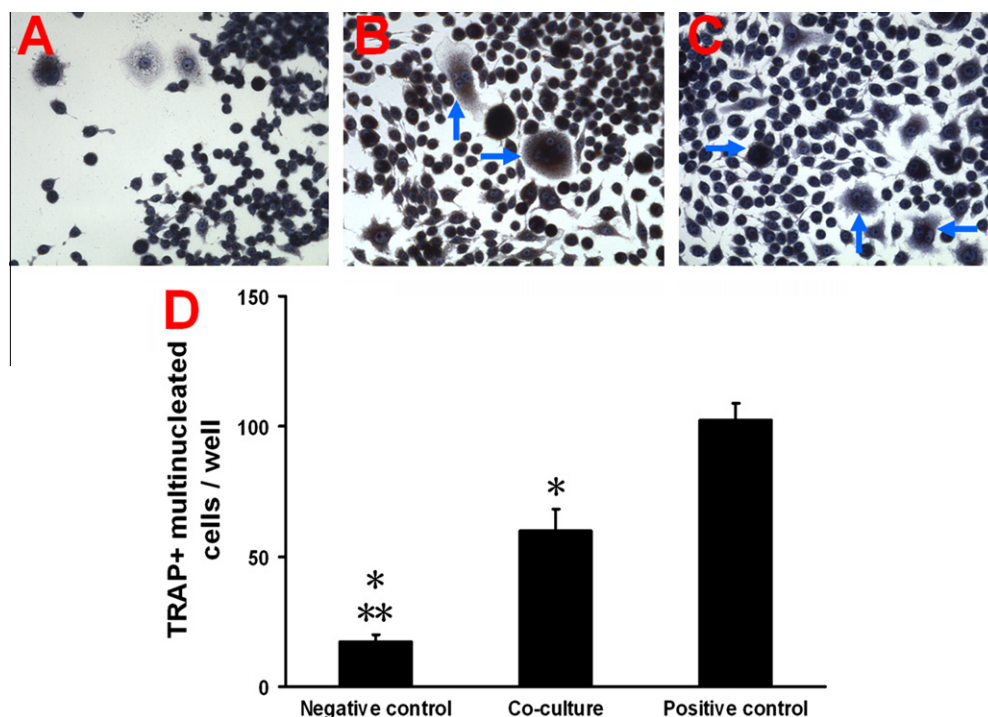 A
B
C
D
TRAP+ multinucleated
cells / well
150
100
50
0
*
**
*
Negative control
Co-culture
Positive control